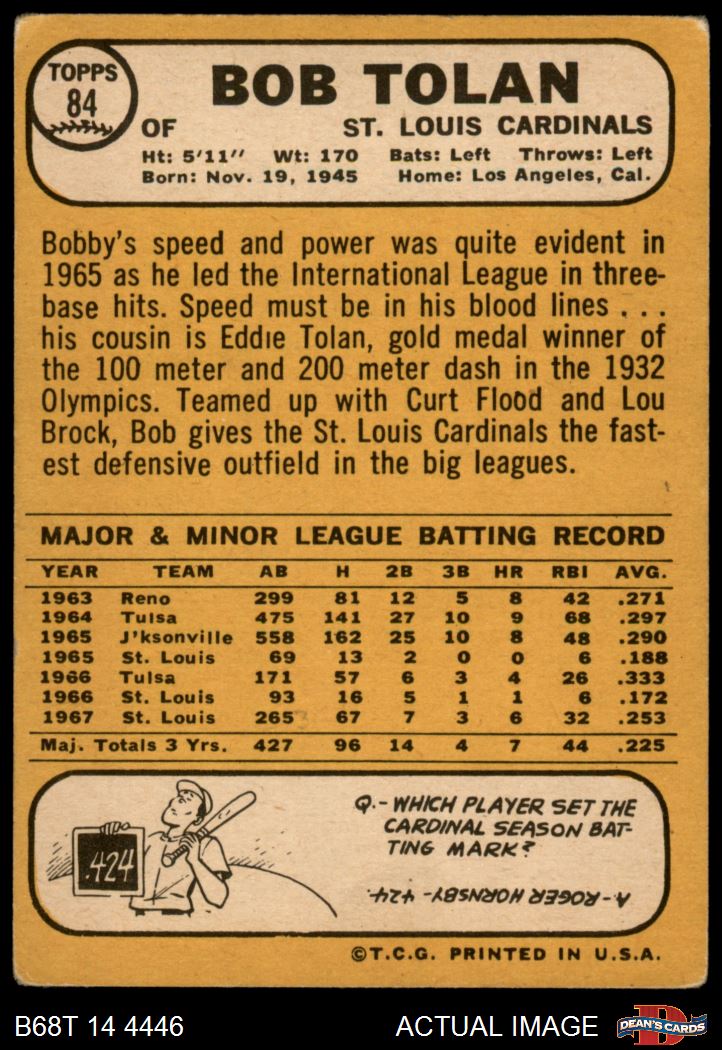 TOPPS
84
BOB TOLAN
OF ST. LOUIS CARDINALS
Ht: 5'11" Wt: 170 Bats: Left Throws: Left
Born: Nov. 19, 1945 Home: Los Angeles, Cal.
Bobby's speed and power was quite evident in
1965 as he led the International League in three-
base hits. Speed must be in his blood lines . . .
his cousin is Eddie Tolan, gold medal winner of
the 100 meter and 200 meter dash in the 1932
Olympics. Teamed up with Curt Flood and Lou
Brock, Bob gives the St. Louis Cardinals the fast-
est defensive outfield in the big leagues.
MAJOR & MINOR LEAGUE BATTING RECORD
YEAR TEAM AB H 2B 3B HR RBI AVG.
1963 Reno 299 81 12 5 8 42 .271
1964 Tulsa 475 141 27 10 9 68 .297
1965 J'ksonville 558 162 25 10 8 48 .290
1965 St. Louis 69 13 2 0 0 6 .188
1966 Tulsa 171 57 6 3 4 26 .333
1966 St. Louis 93 16 5 1 1 6 .172
1967 St. Louis 265 67 7 3 6 32 .253
Maj. Totals 3 Yrs. 427 96 14 4 7 44 .225
.424
Q.- WHICH PLAYER SET THE
CARDINAL SEASON BAT-
TING MARK?
A- ROGER HORNSBY- 424.
©T.C.G. PRINTED IN U.S.A.
B68T 14 4446 ACTUAL IMAGE D DEAN'S CARDS